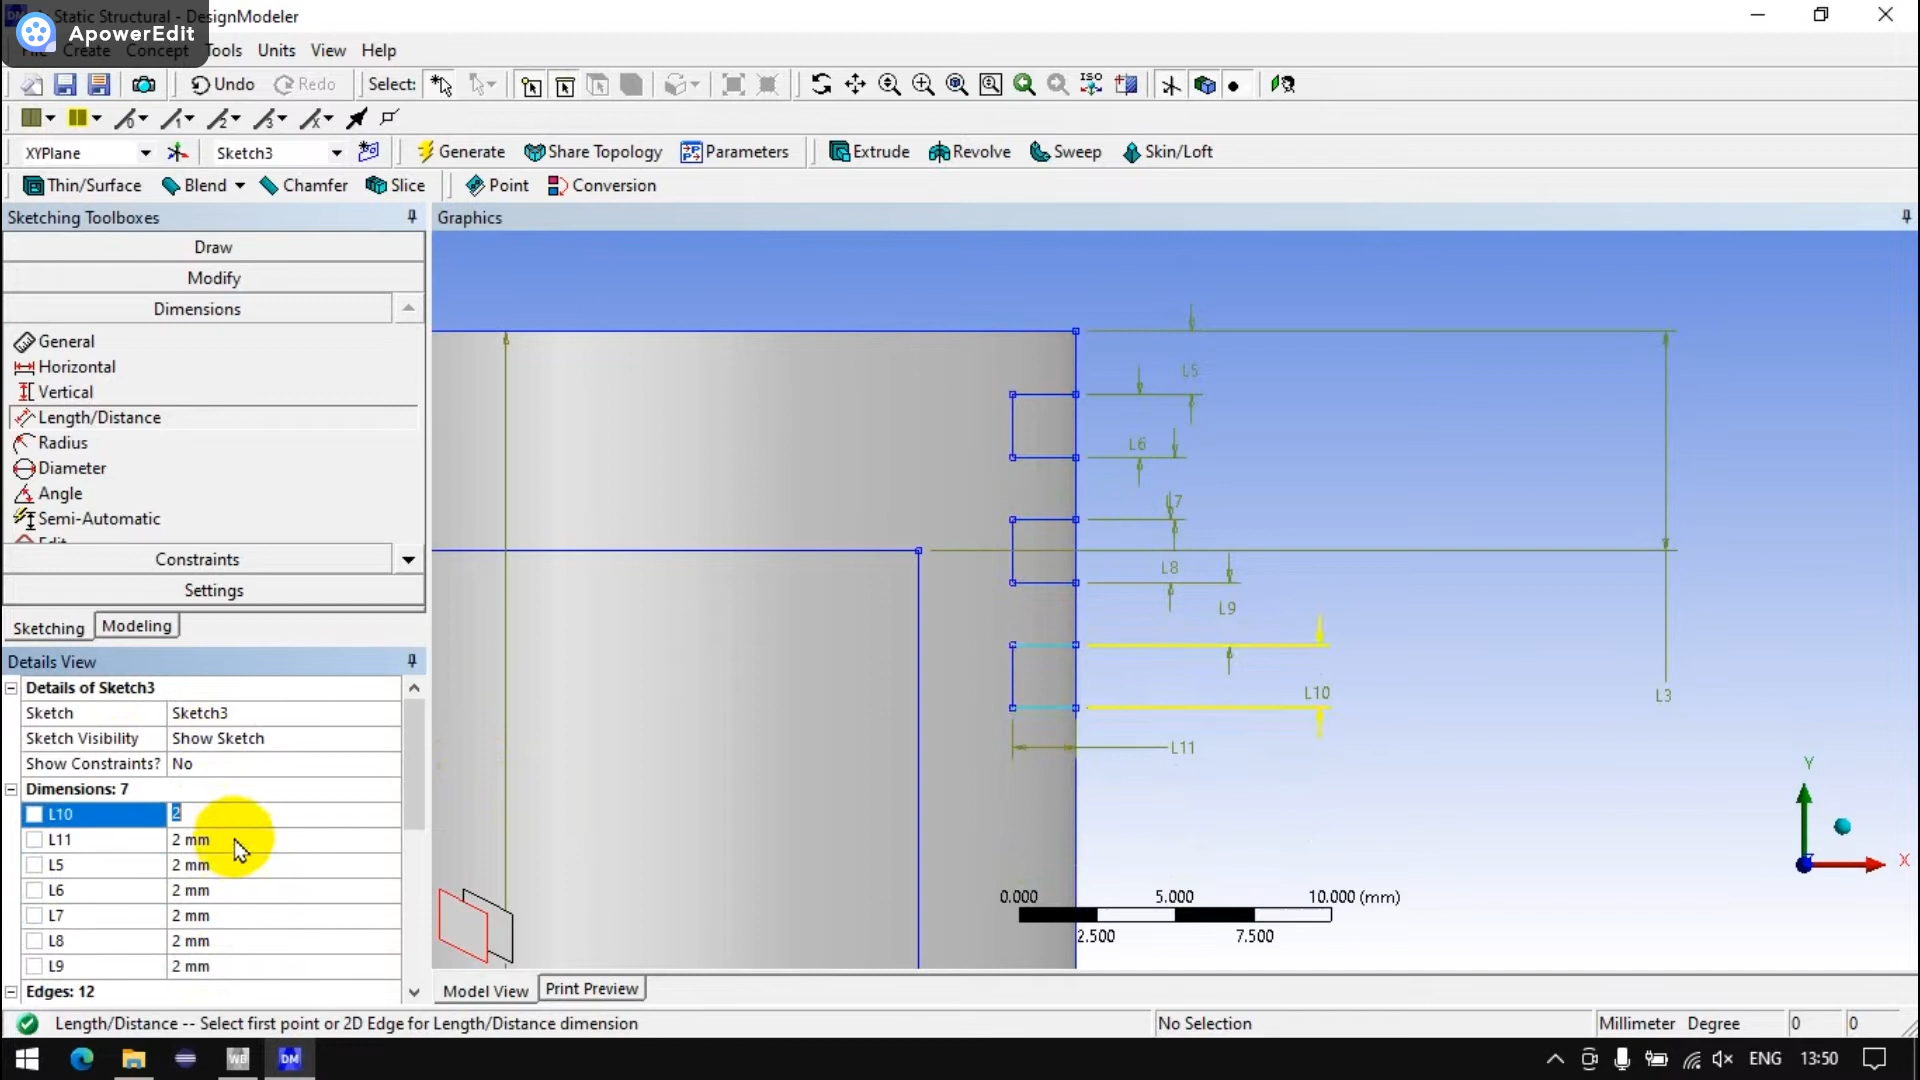 Static Structural - DesignModeler
ApowerEdit
Create Concept Tools Units View Help
Undo Redo Select: ISO
XYPlane Sketch3 Generate Share Topology Parameters Extrude Revolve Sweep Skin/Loft
Thin/Surface Blend Chamfer Slice Point Conversion
Sketching Toolboxes
Draw
Modify
Dimensions
General
Horizontal
Vertical
Length/Distance
Radius
Diameter
Angle
Semi-Automatic
Edit
Constraints
Settings
Sketching Modeling
Details View
Details of Sketch3
Sketch Sketch3
Sketch Visibility Show Sketch
Show Constraints? No
Dimensions: 7
L10 2
L11 2 mm
L5 2 mm
L6 2 mm
L7 2 mm
L8 2 mm
L9 2 mm
Edges: 12
Graphics
L5
L6
L7
L8
L9
L10
L3
L11
Y
X
0.000 5.000 10.000 (mm)
2.500 7.500
Model View Print Preview
Length/Distance -- Select first point or 2D Edge for Length/Distance dimension No Selection Millimeter Degree 0 0
WB DM ENG 13:50